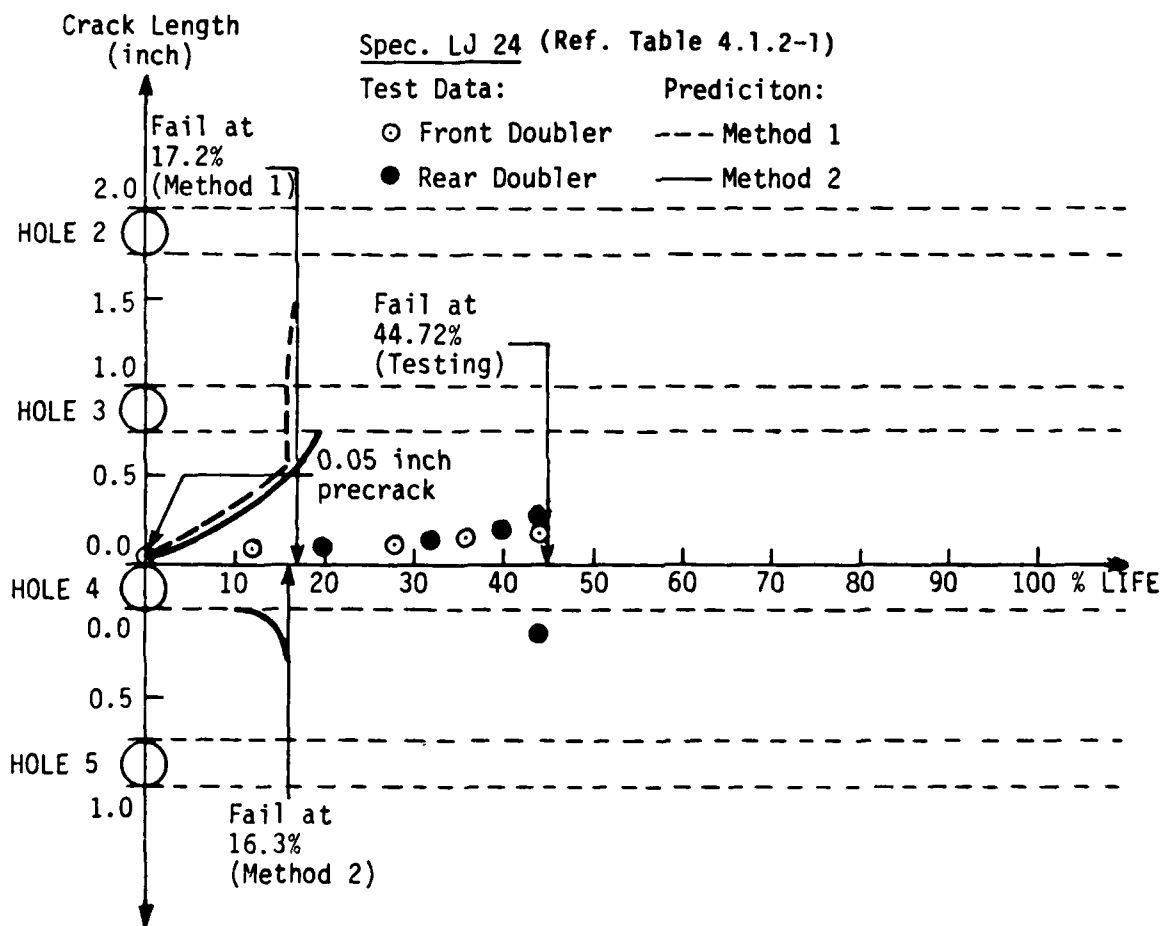 Crack Length
(inch)
Spec. LJ 24 (Ref. Table 4.1.2-1)
Test Data:
Prediciton:
Front Doubler
--- Method 1
Rear Doubler
— Method 2
Fail at
17.2%
(Method 1)
2.0
HOLE 2
1.5
Fail at
44.72%
(Testing)
1.0
HOLE 3
0.5
0.05 inch
precrack
0.0
HOLE 4
10 20 30 40 50 60 70 80 90 100 % LIFE
0.0
0.5
HOLE 5
1.0
Fail at
16.3%
(Method 2)